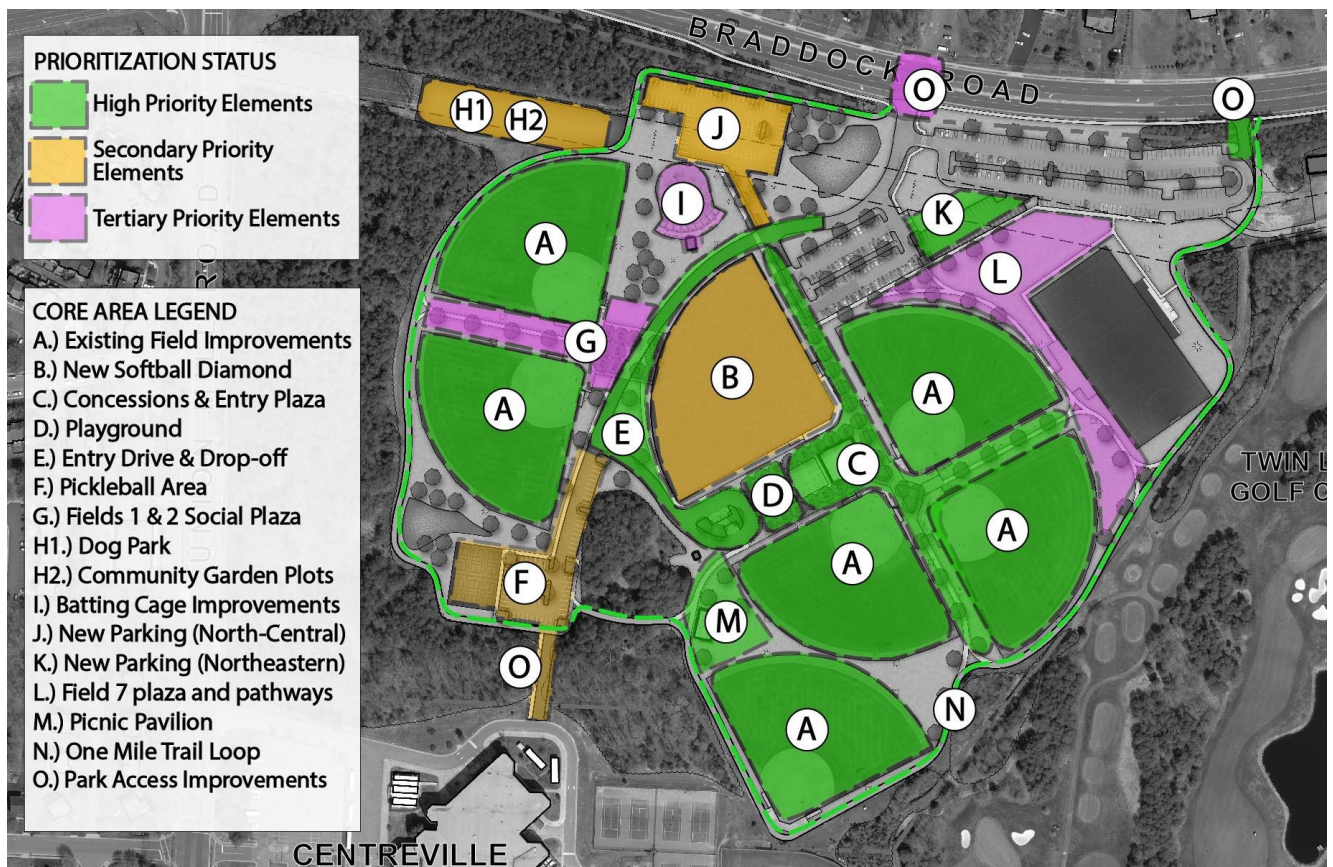 BRADDOCK ROAD
PRIORITIZATION STATUS
High Priority Elements
Secondary Priority
Elements
Tertiary Priority Elements
CORE AREA LEGEND
A.) Existing Field Improvements
B.) New Softball Diamond
C.) Concessions & Entry Plaza
D.) Playground
E.) Entry Drive & Drop-off
F.) Pickleball Area
G.) Fields 1 & 2 Social Plaza
H1.) Dog Park
H2.) Community Garden Plots
I.) Batting Cage Improvements
J.) New Parking (North-Central)
K.) New Parking (Northeastern)
L.) Field 7 plaza and pathways
M.) Picnic Pavilion
N.) One Mile Trail Loop
O.) Park Access Improvements
H1
H2
J
O
O
I
K
A
L
G
A
B
A
E
C
D
A
A
F
M
O
N
A
TWIN L
GOLF C
CENTREVILLE